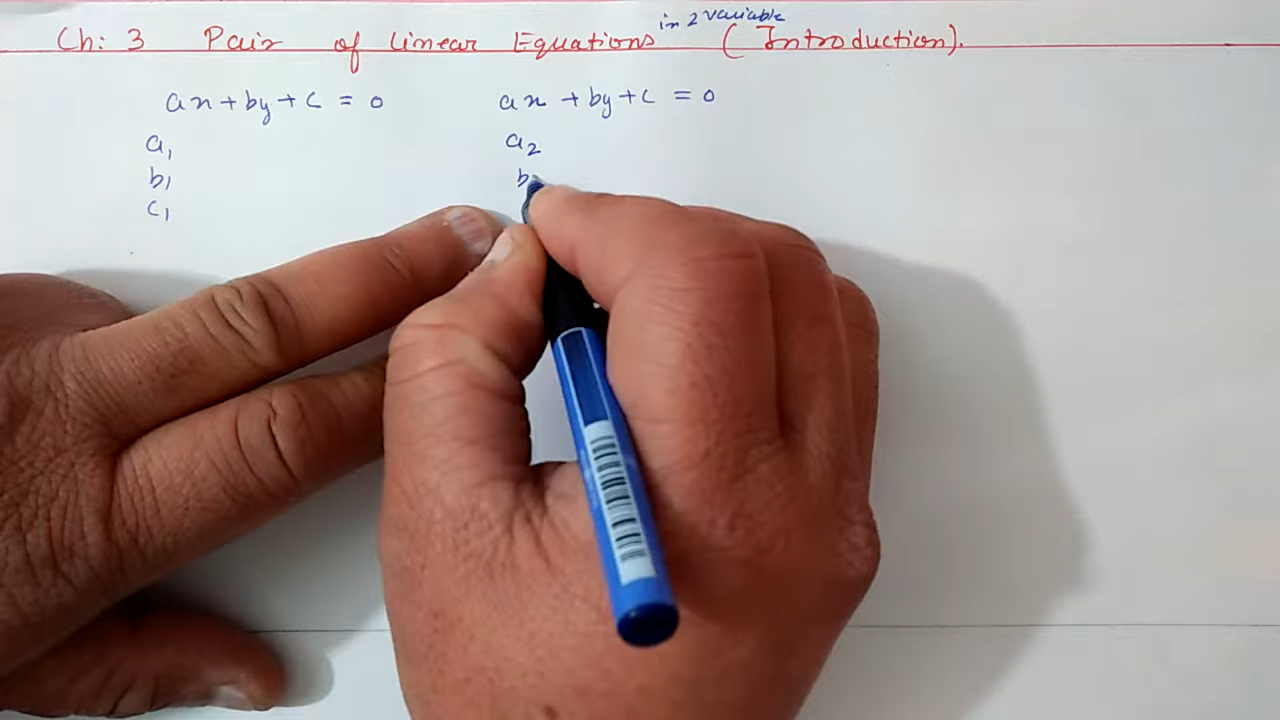 Ch: 3 Pair of linear Equations in 2 variable (Introduction).
ax+by+c = 0 ax +by+c = 0
a₁ a₂
b₁ b
c₁